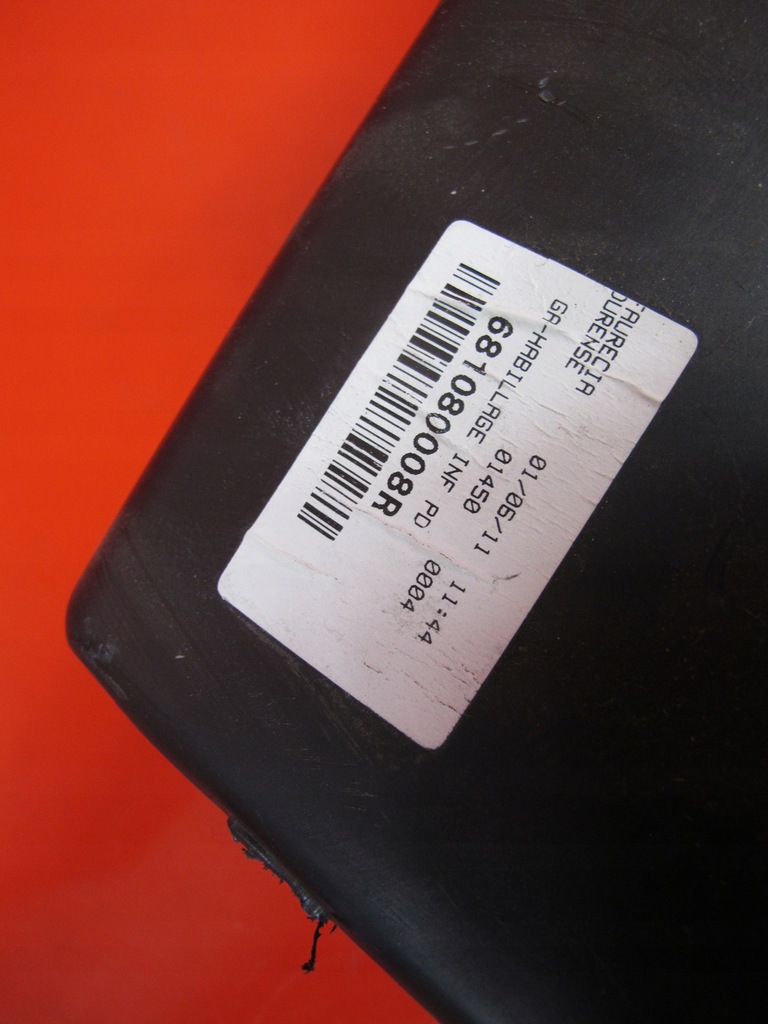 FAURECIA
OURENSE
01/06/11 11:44
GA-HABILLAGE INF PD 0004
01450
681080008R